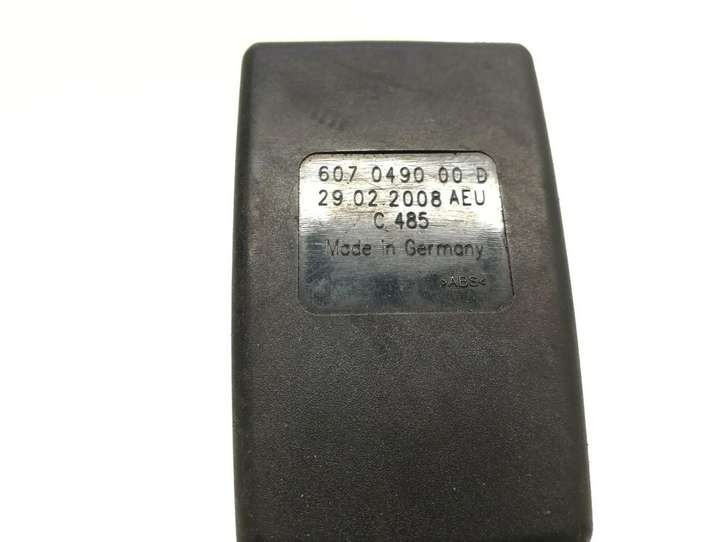 607 0490 00 D
29.02.2008 AEU
C 485
Made in Germany
>ABS<